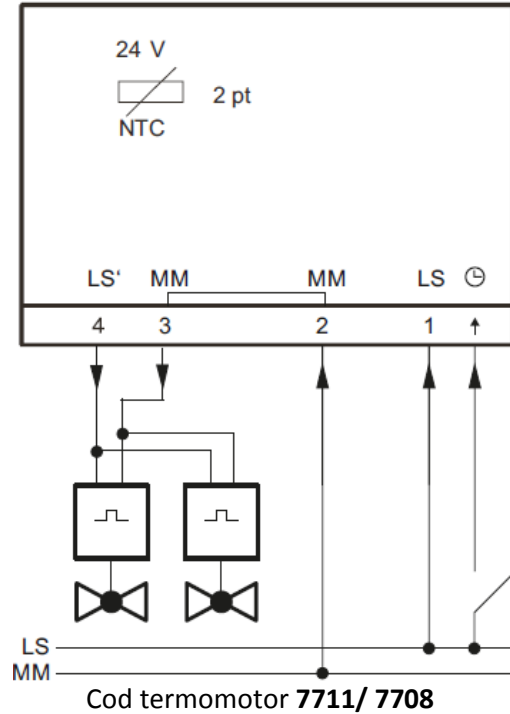 24 V
2 pt
NTC
LS‘ MM MM LS
4 3 2 1
LS
MM
Cod termomotor 7711/ 7708